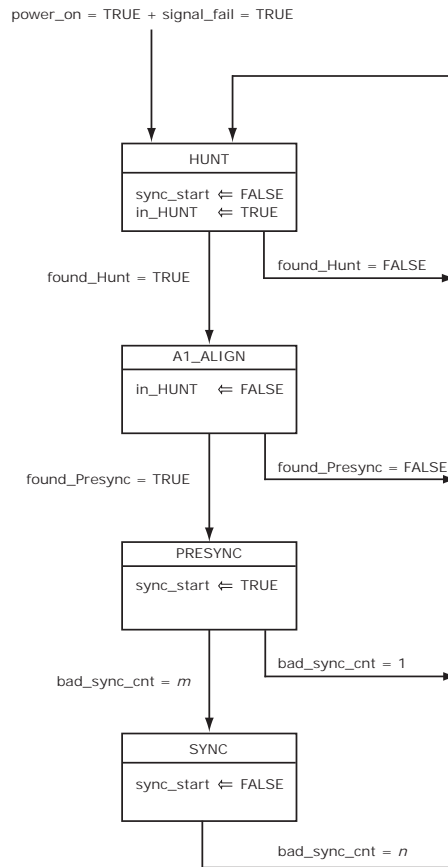 power_on = TRUE + signal_fail = TRUE
HUNT
sync_start ⇐ FALSE
in_HUNT ⇐ TRUE
found_Hunt = TRUE
found_Hunt = FALSE
A1_ALIGN
in_HUNT ⇐ FALSE
found_Presync = TRUE
found_Presync = FALSE
PRESYNC
sync_start ⇐ TRUE
bad_sync_cnt = m
bad_sync_cnt = 1
SYNC
sync_start ⇐ FALSE
bad_sync_cnt = n